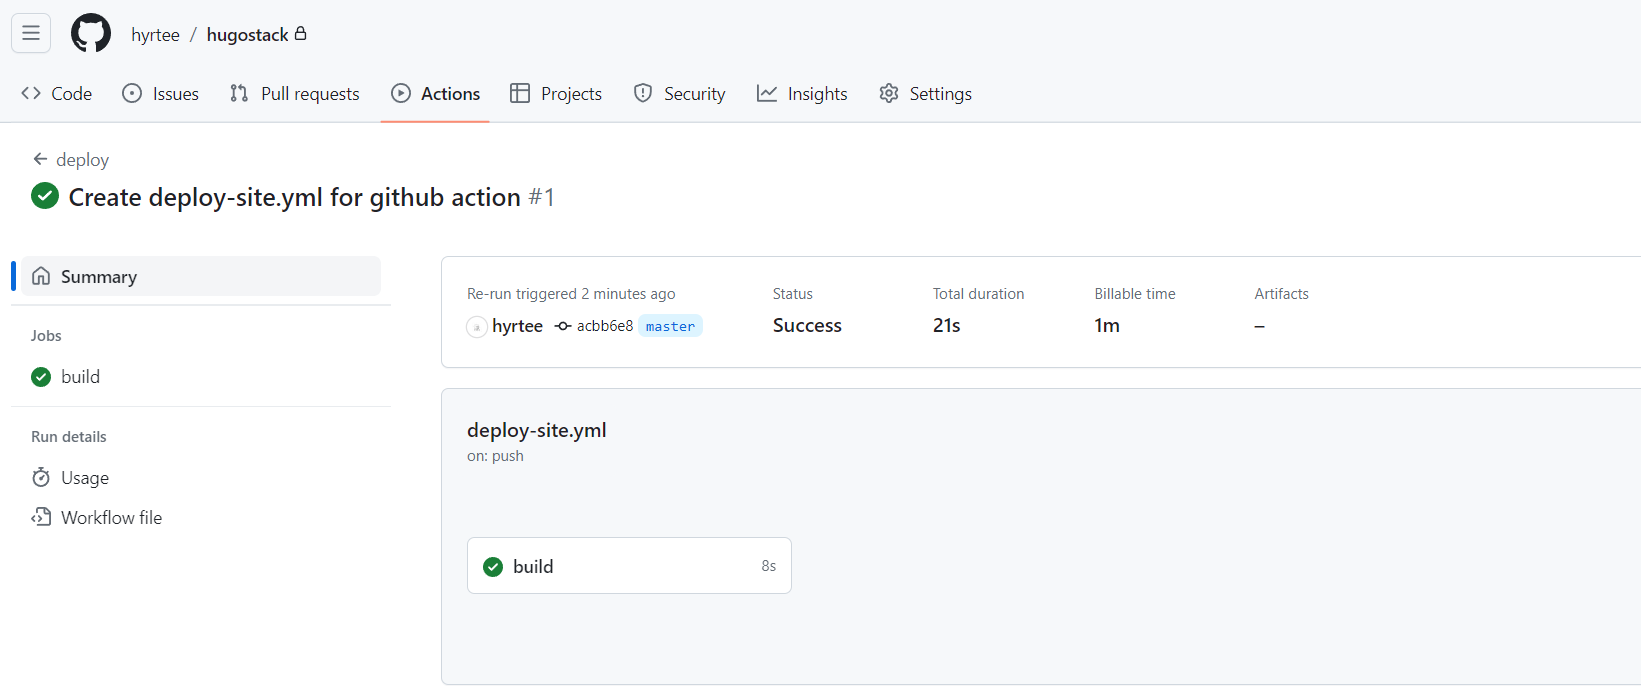 hyrtee / hugostack
Code Issues Pull requests Actions Projects Security Insights Settings
deploy
Create deploy-site.yml for github action #1
Summary
Jobs
build
Run details
Usage
Workflow file
Re-run triggered 2 minutes ago
hyrtee acbb6e8 master
Status
Success
Total duration
21s
Billable time
1m
Artifacts
–
deploy-site.yml
on: push
build 8s